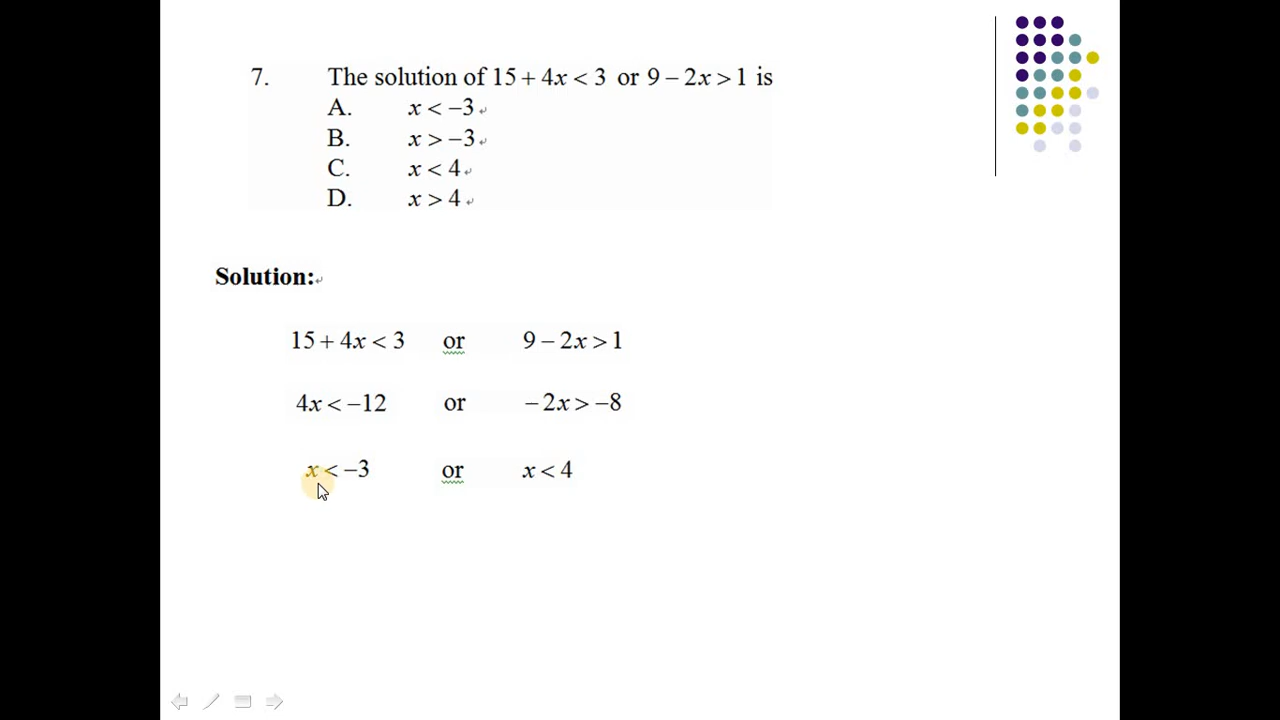 7. The solution of 15 + 4x < 3 or 9 − 2x > 1 is
A. x < −3
B. x > −3
C. x < 4
D. x > 4
Solution:
15 + 4x < 3 or 9 − 2x > 1
4x < −12 or − 2x > −8
x < −3 or x < 4